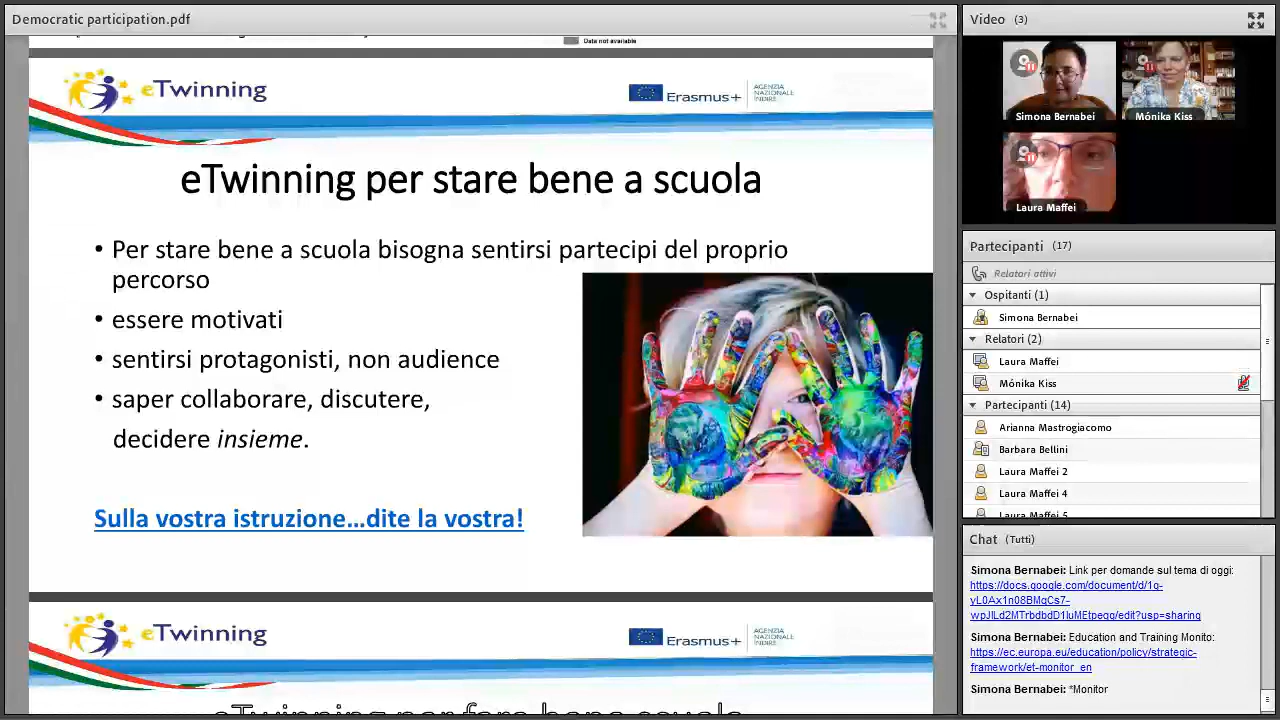 Democratic participation.pdf
Data not available
eTwinning
Erasmus+
AGENZIA
NAZIONALE
INDIRE
eTwinning per stare bene a scuola
• Per stare bene a scuola bisogna sentirsi partecipi del proprio
percorso
• essere motivati
• sentirsi protagonisti, non audience
• saper collaborare, discutere,
decidere insieme.
Sulla vostra istruzione...dite la vostra!
eTwinning
Erasmus+
AGENZIA
NAZIONALE
INDIRE
eTwinning per fare bene scuola
Video (3)
Simona Bernabei
Mónika Kiss
Laura Maffei
Partecipanti (17)
Relatori attivi
Ospitanti (1)
Simona Bernabei
Relatori (2)
Laura Maffei
Mónika Kiss
Partecipanti (14)
Arianna Mastrogiacomo
Barbara Bellini
Laura Maffei 2
Laura Maffei 4
Laura Maffei 5
Chat (Tutti)
Simona Bernabei: Link per domande sul tema di oggi:
https://docs.google.com/document/d/1q-
Simona Bernabei: Education and Training Monito:
https://ec.europa.eu/education/policy/strategic-
framework/et-monitor_en
Simona Bernabei: *Monitor